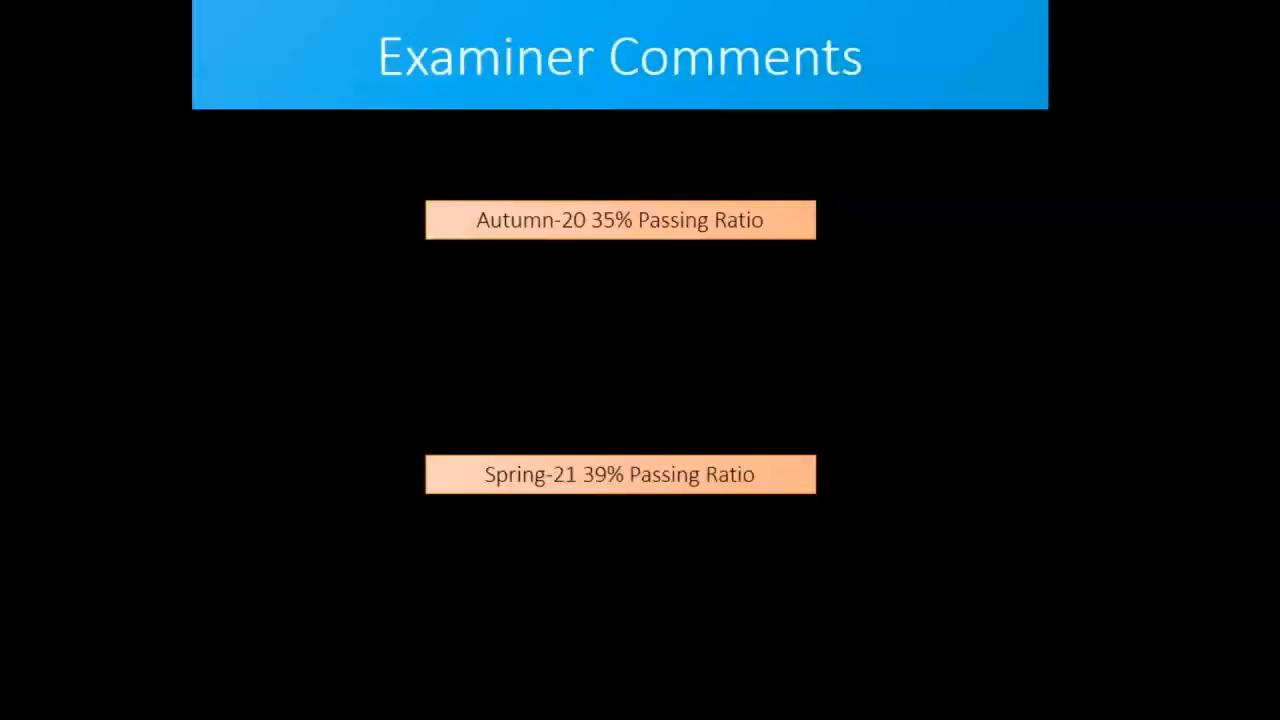 Examiner Comments
Autumn-20 35% Passing Ratio
Spring-21 39% Passing Ratio